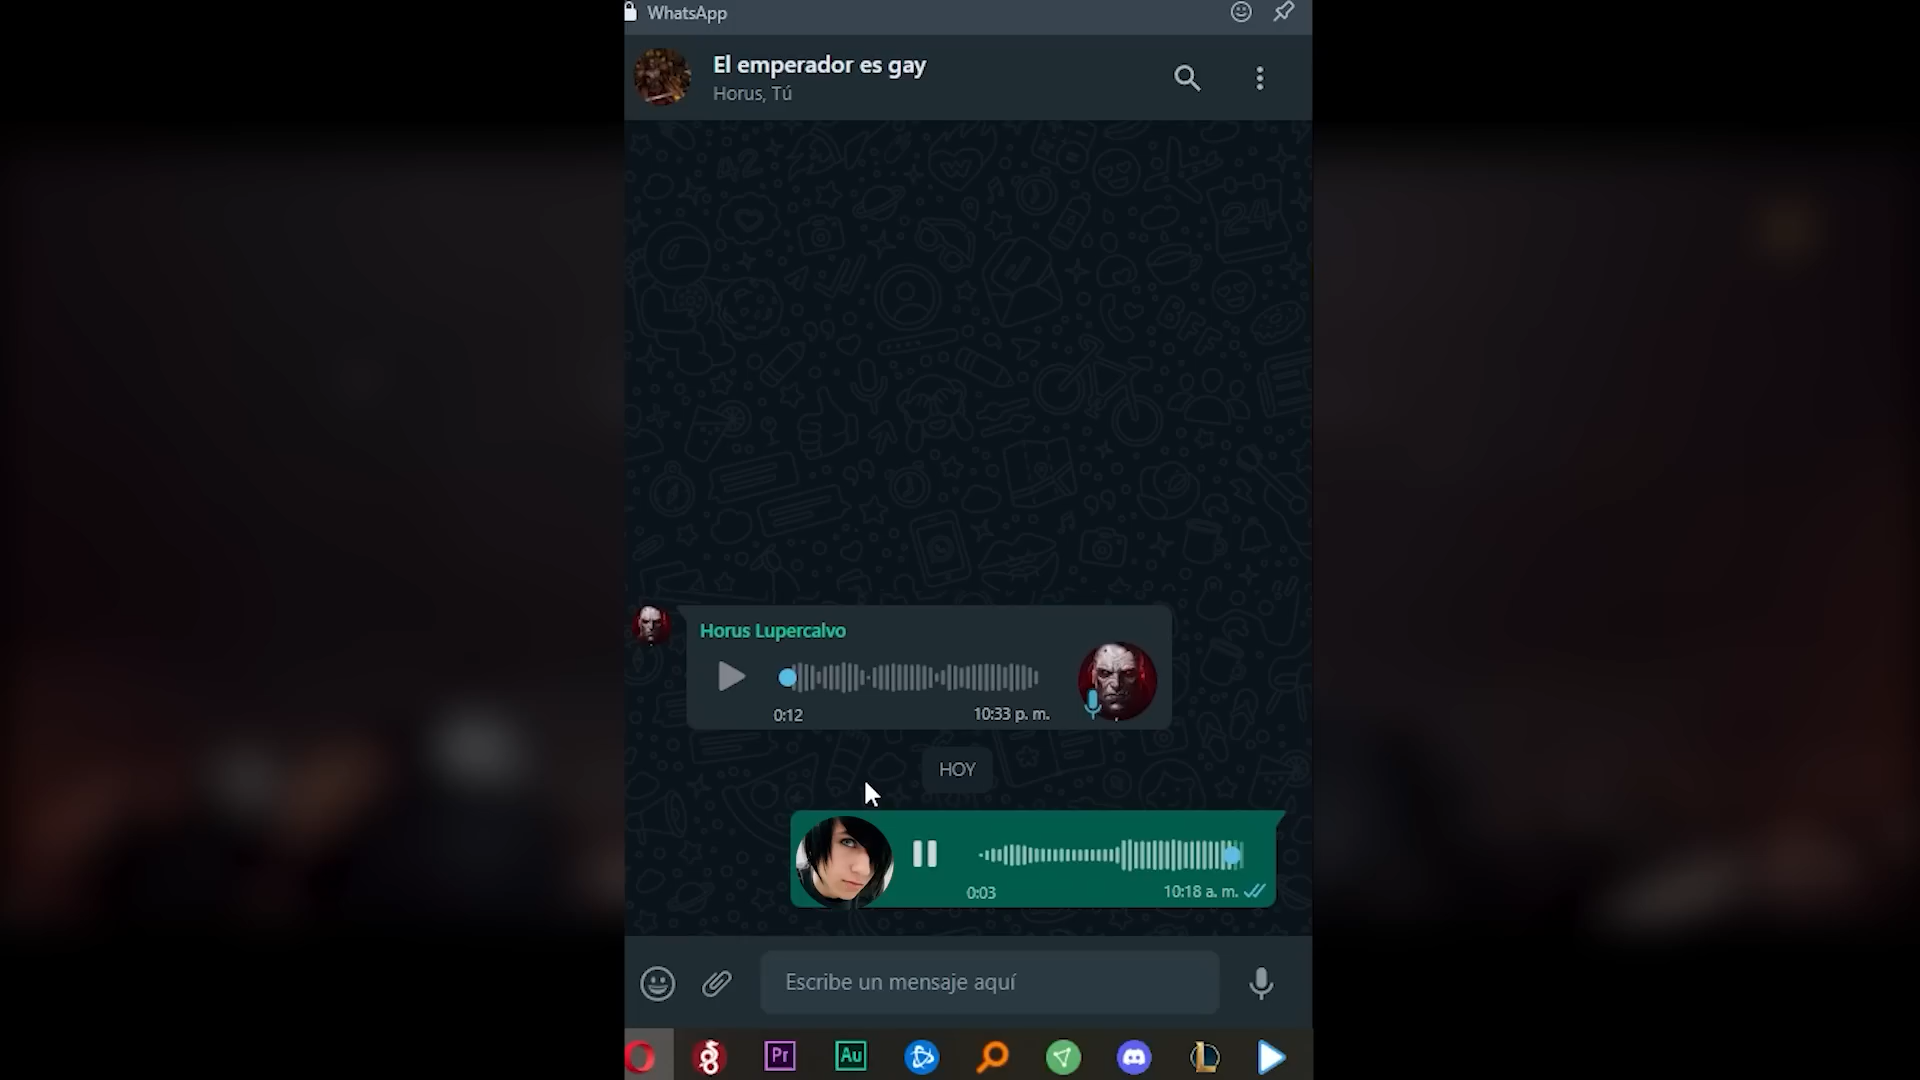 WhatsApp
El emperador es gay
Horus, Tú
Horus Lupercalvo
0:12
10:33 p. m.
HOY
0:03
10:18 a. m.
Escribe un mensaje aquí
Pr
Au